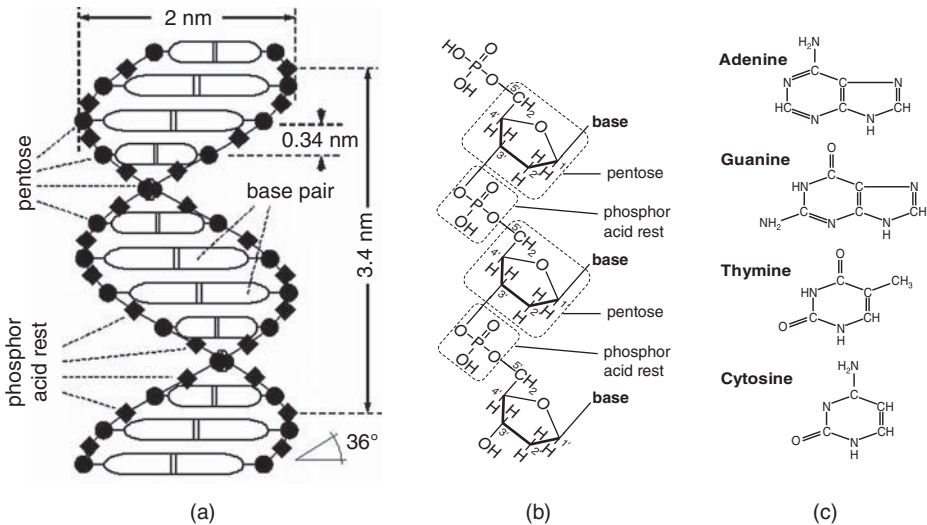 2 nm
0.34 nm
3.4 nm
36°
pentose
base pair
phosphor
acid rest
(a)
HO
O
P
OH
O
5'
CH2
4'
O
H
H
H
H
3'
2'
1'
base
pentose
O
O
P
OH
O
phosphor
acid rest
5'
CH2
4'
O
H
H
H
H
3'
2'
1'
base
pentose
O
O
P
OH
O
phosphor
acid rest
5'
CH2
4'
O
H
H
H
H
3'
2'
1'
OH
base
(b)
Adenine
H2N
C
N
C
N
HC
C
CH
N
NH
Guanine
O
C
HN
C
N
C
C
CH
NH2
N
N
H
Thymine
O
C
CH3
HN
C
C
CH
O
N
H
Cytosine
H2N
C
N
CH
C
CH
O
N
H
(c)